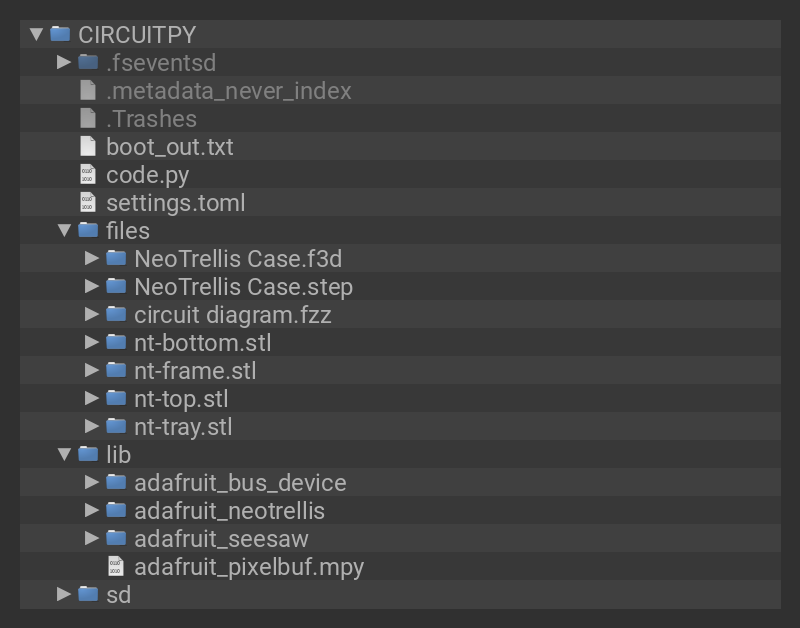 CIRCUITPY
.fseventsd
.metadata_never_index
.Trashes
boot_out.txt
code.py
settings.toml
files
NeoTrellis Case.f3d
NeoTrellis Case.step
circuit diagram.fzz
nt-bottom.stl
nt-frame.stl
nt-top.stl
nt-tray.stl
lib
adafruit_bus_device
adafruit_neotrellis
adafruit_seesaw
adafruit_pixelbuf.mpy
sd